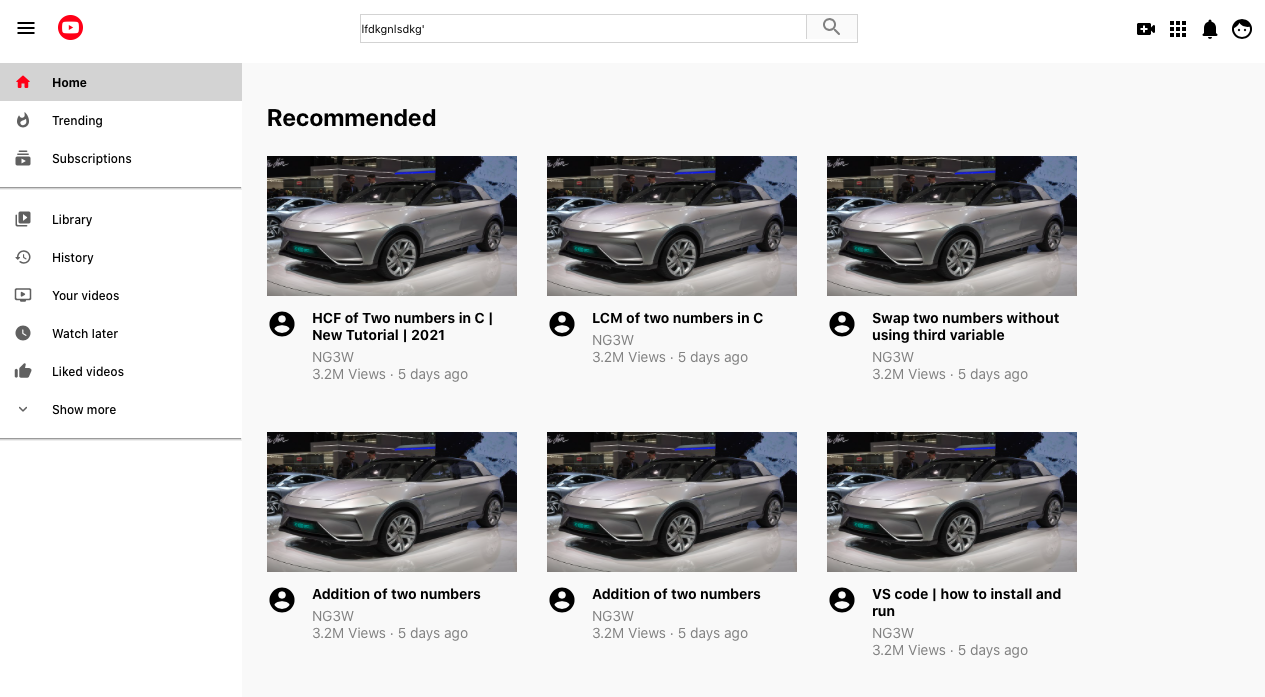 lfdkgnlsdkg'
Home
Trending
Subscriptions
Library
History
Your videos
Watch later
Liked videos
Show more
Recommended
HCF of Two numbers in C |
New Tutorial | 2021
NG3W
3.2M Views · 5 days ago
LCM of two numbers in C
NG3W
3.2M Views · 5 days ago
Swap two numbers without
using third variable
NG3W
3.2M Views · 5 days ago
Addition of two numbers
NG3W
3.2M Views · 5 days ago
Addition of two numbers
NG3W
3.2M Views · 5 days ago
VS code | how to install and
run
NG3W
3.2M Views · 5 days ago